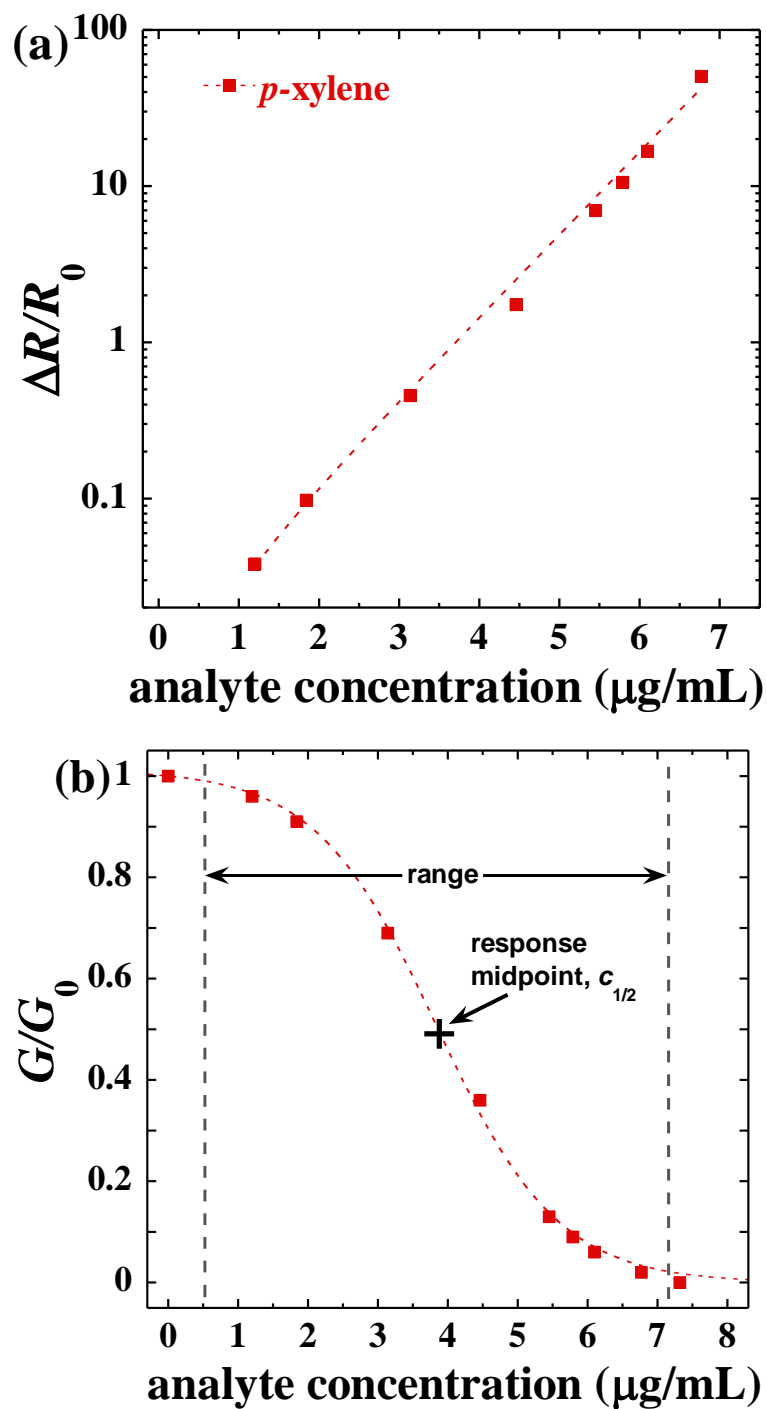 (a)
100
10
1
0.1
ΔR/R0
p-xylene
0 1 2 3 4 5 6 7
analyte concentration (μg/mL)
(b)
1
0.8
0.6
0.4
0.2
0
G/G0
range
response
midpoint, c1/2
0 1 2 3 4 5 6 7 8
analyte concentration (μg/mL)